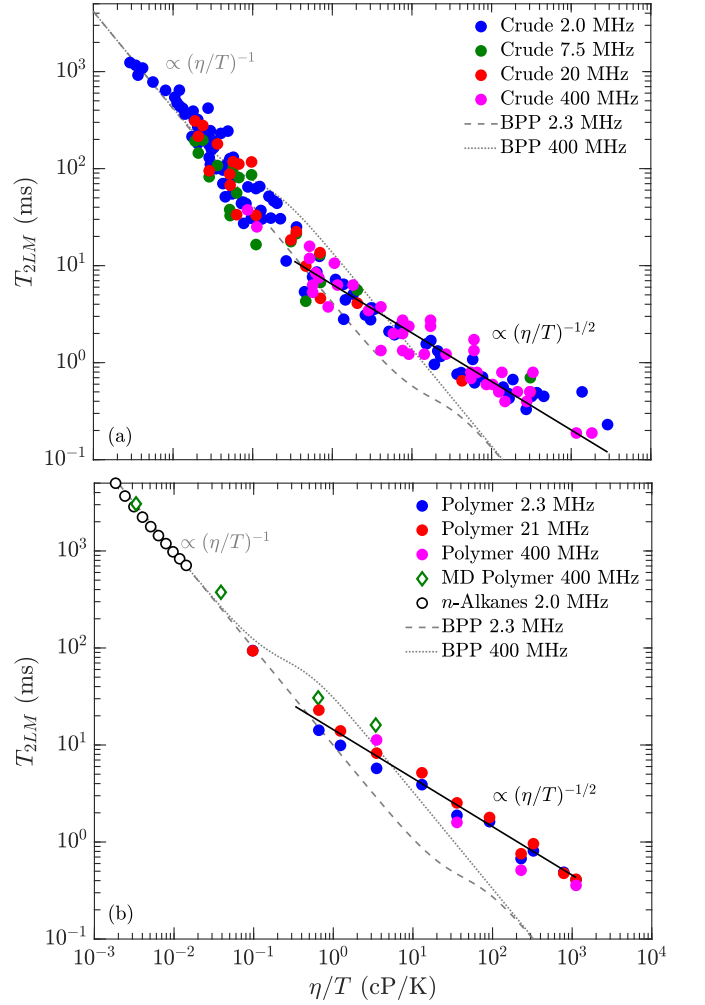 10³
10²
10¹
10⁰
10⁻¹
T₂LM (ms)
∝ (η/T)⁻¹
Crude 2.0 MHz
Crude 7.5 MHz
Crude 20 MHz
Crude 400 MHz
BPP 2.3 MHz
BPP 400 MHz
∝ (η/T)⁻¹/²
(a)
10³
10²
10¹
10⁰
10⁻¹
T₂LM (ms)
∝ (η/T)⁻¹
Polymer 2.3 MHz
Polymer 21 MHz
Polymer 400 MHz
MD Polymer 400 MHz
n-Alkanes 2.0 MHz
BPP 2.3 MHz
BPP 400 MHz
∝ (η/T)⁻¹/²
(b)
10⁻³ 10⁻² 10⁻¹ 10⁰ 10¹ 10² 10³ 10⁴
η/T (cP/K)